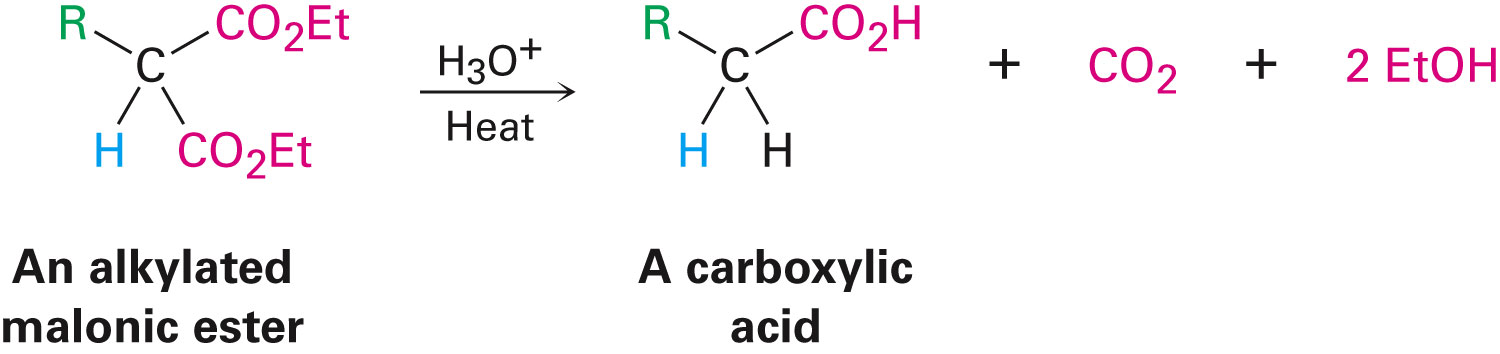 R CO₂Et R CO₂H
C H₃O⁺ C + CO₂ + 2 EtOH
Heat
H CO₂Et H H
An alkylated A carboxylic
malonic ester acid